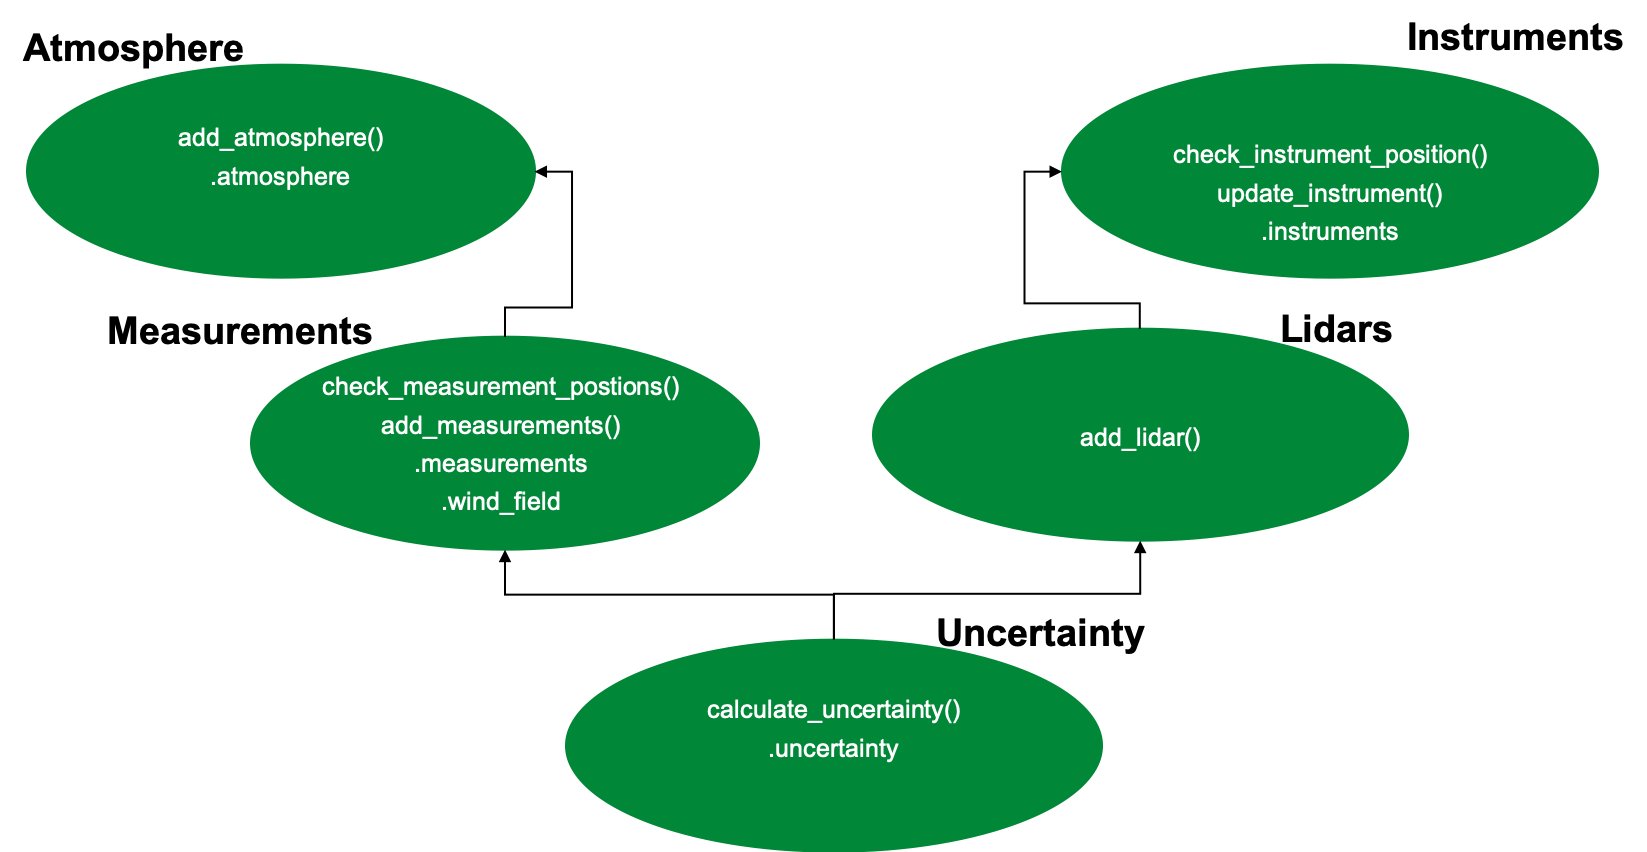 Atmosphere
add_atmosphere()
.atmosphere
Instruments
check_instrument_position()
update_instrument()
.instruments
Measurements
check_measurement_postions()
add_measurements()
.measurements
.wind_field
Lidars
add_lidar()
Uncertainty
calculate_uncertainty()
.uncertainty